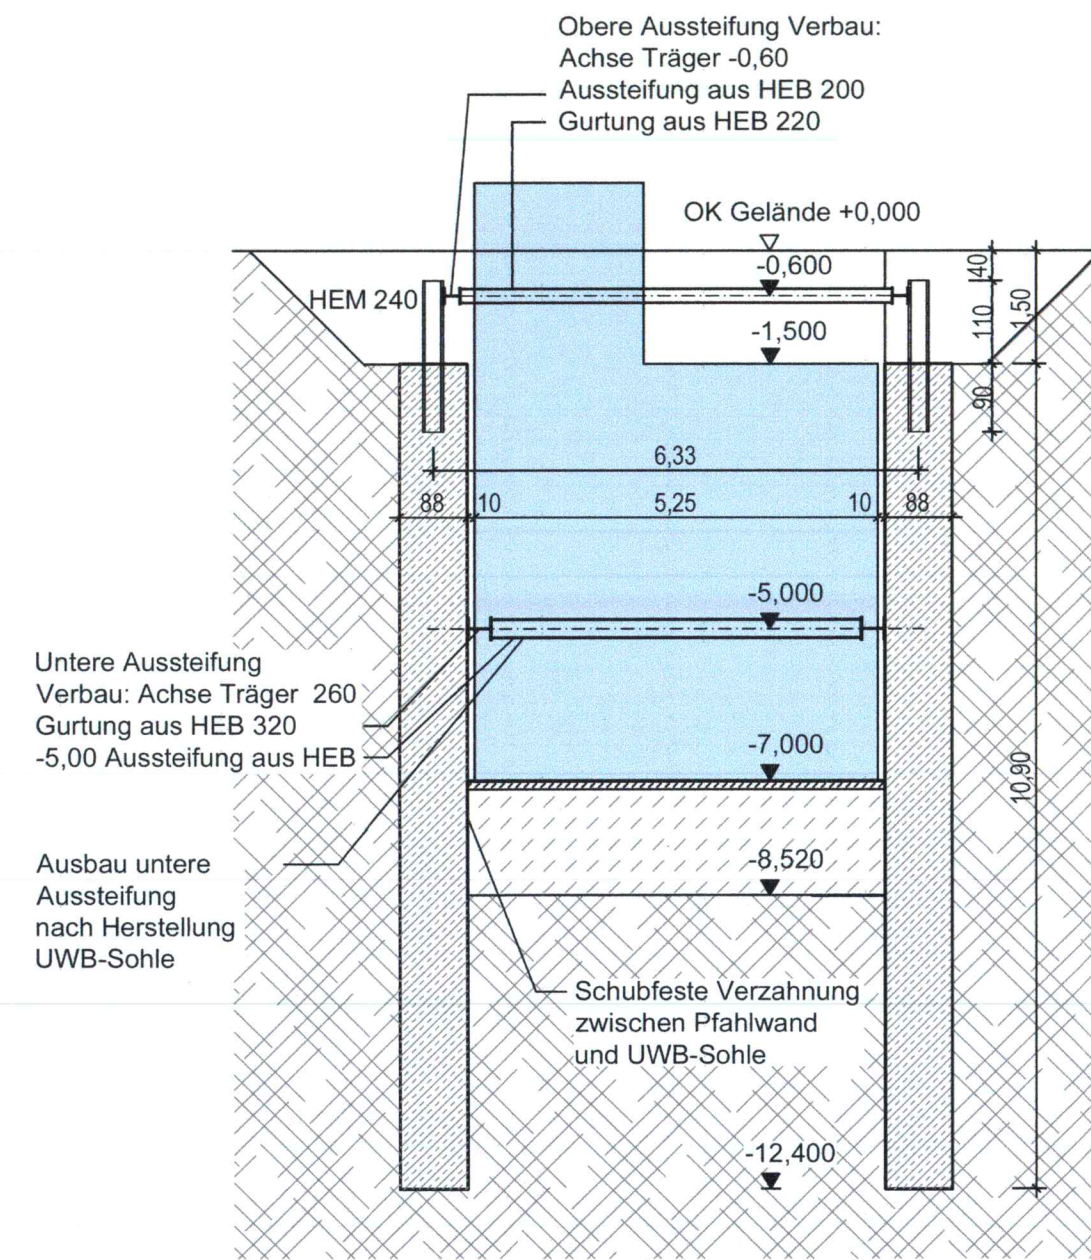 Obere Aussteifung Verbau:
Achse Träger -0,60
Aussteifung aus HEB 200
Gurtung aus HEB 220
OK Gelände +0,000
-0,600
40
HEM 240
110
1,50
-1,500
90
6,33
88
10
5,25
10
88
-5,000
Untere Aussteifung
Verbau: Achse Träger 260
Gurtung aus HEB 320
-5,00 Aussteifung aus HEB
-7,000
10,90
Ausbau untere
Aussteifung
nach Herstellung
UWB-Sohle
-8,520
Schubfeste Verzahnung
zwischen Pfahlwand
und UWB-Sohle
-12,400